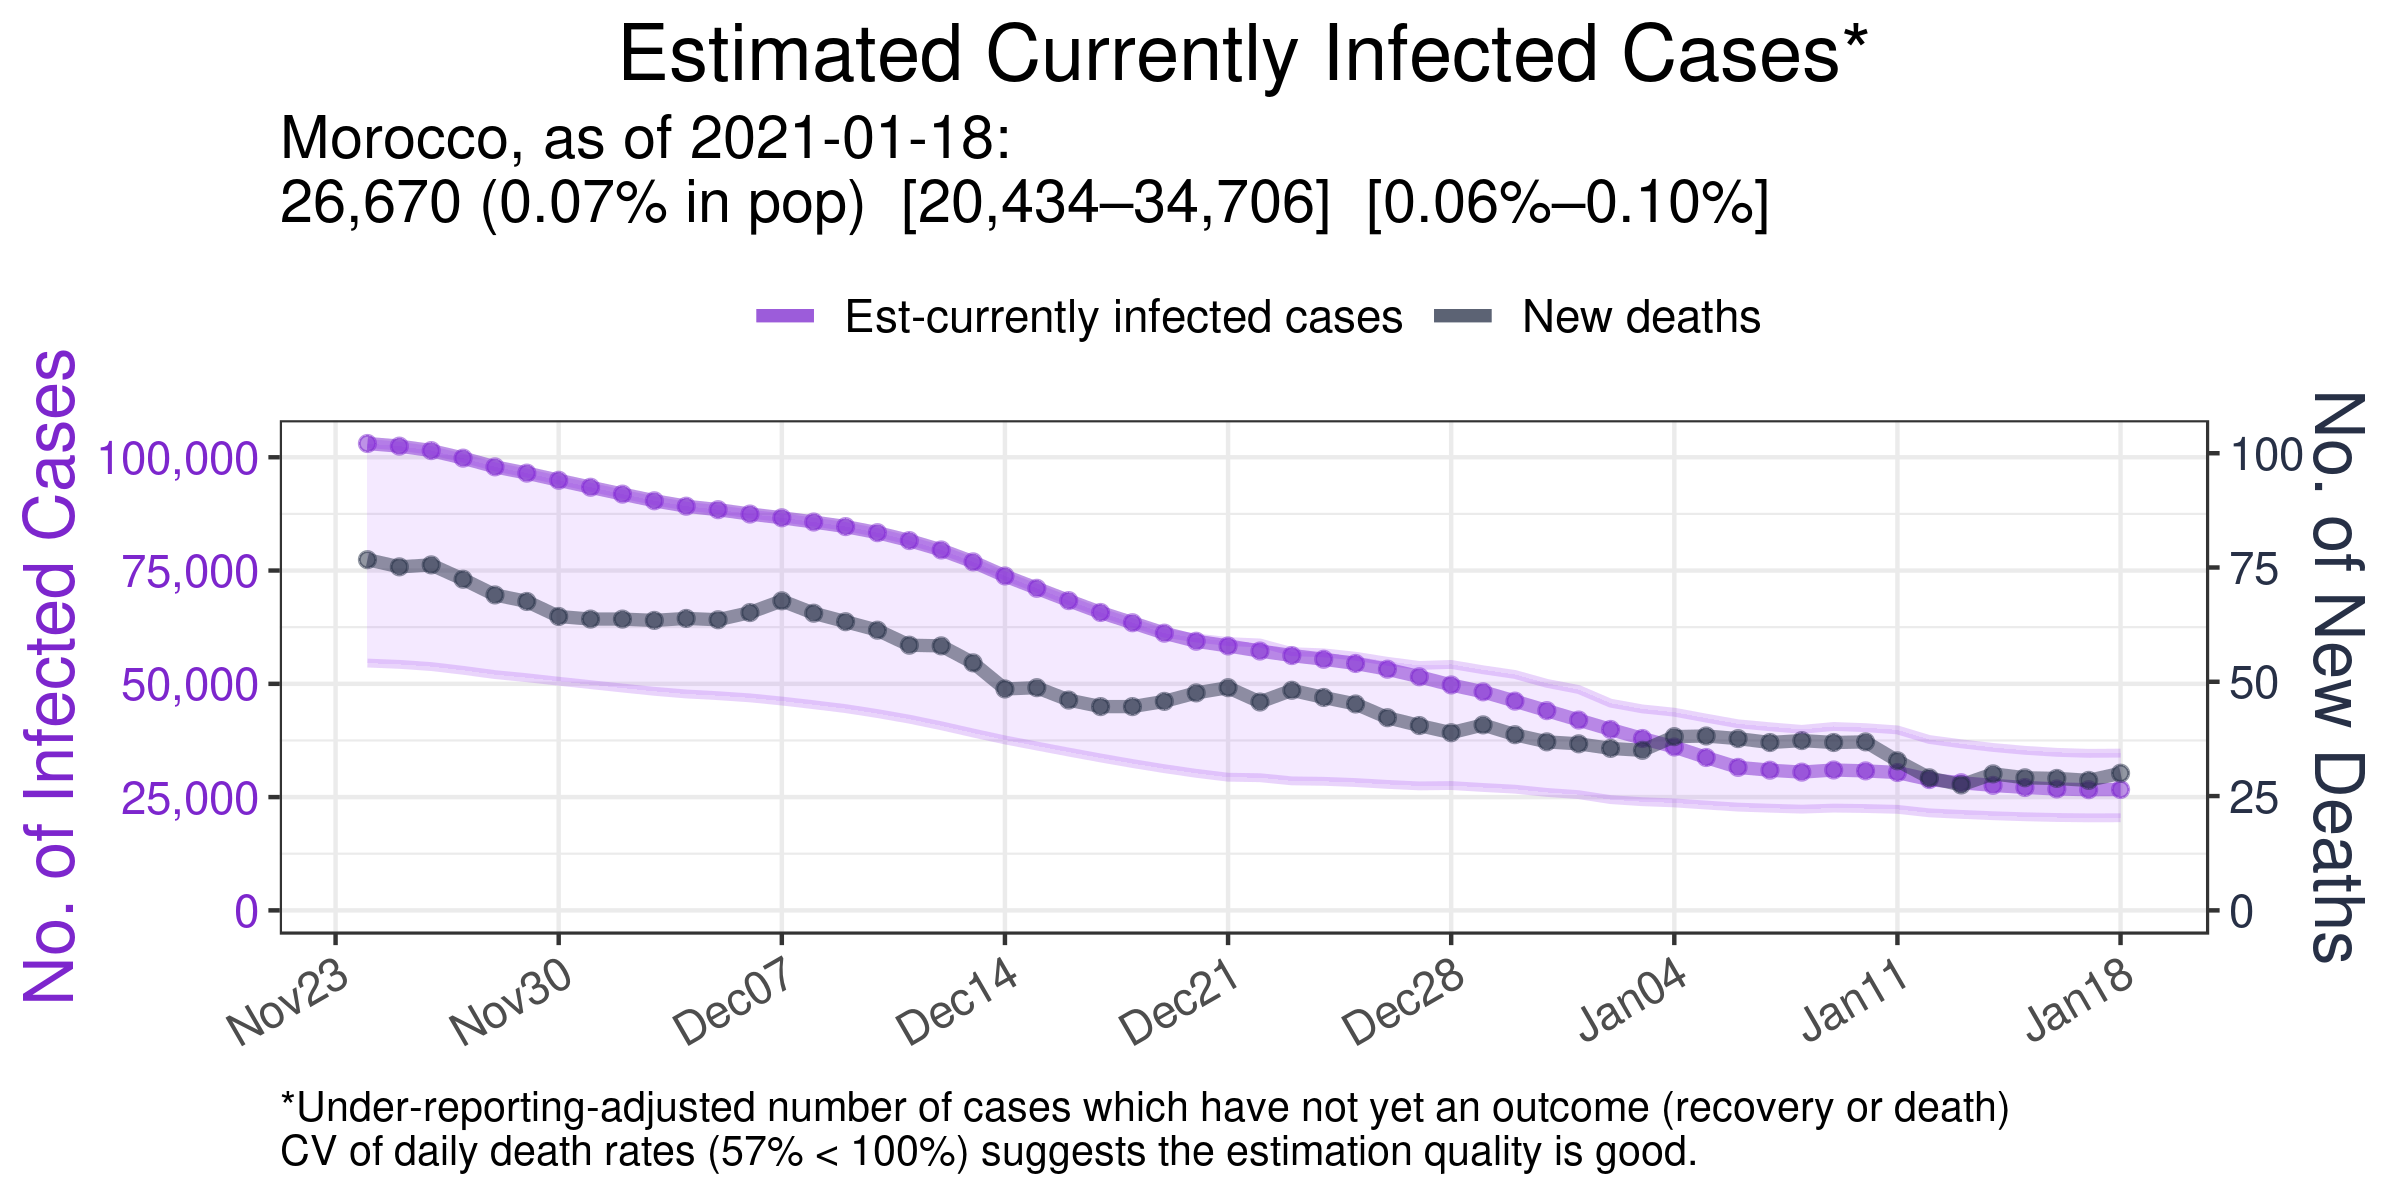 Estimated Currently Infected Cases*
Morocco, as of 2021-01-18:
26,670 (0.07% in pop)  [20,434–34,706]  [0.06%–0.10%]
Est-currently infected cases
New deaths
No. of Infected Cases
100,000
75,000
50,000
25,000
0
100
75
50
25
0
No. of New Deaths
Nov23
Nov30
Dec07
Dec14
Dec21
Dec28
Jan04
Jan11
Jan18
*Under-reporting-adjusted number of cases which have not yet an outcome (recovery or death)
CV of daily death rates (57% < 100%) suggests the estimation quality is good.